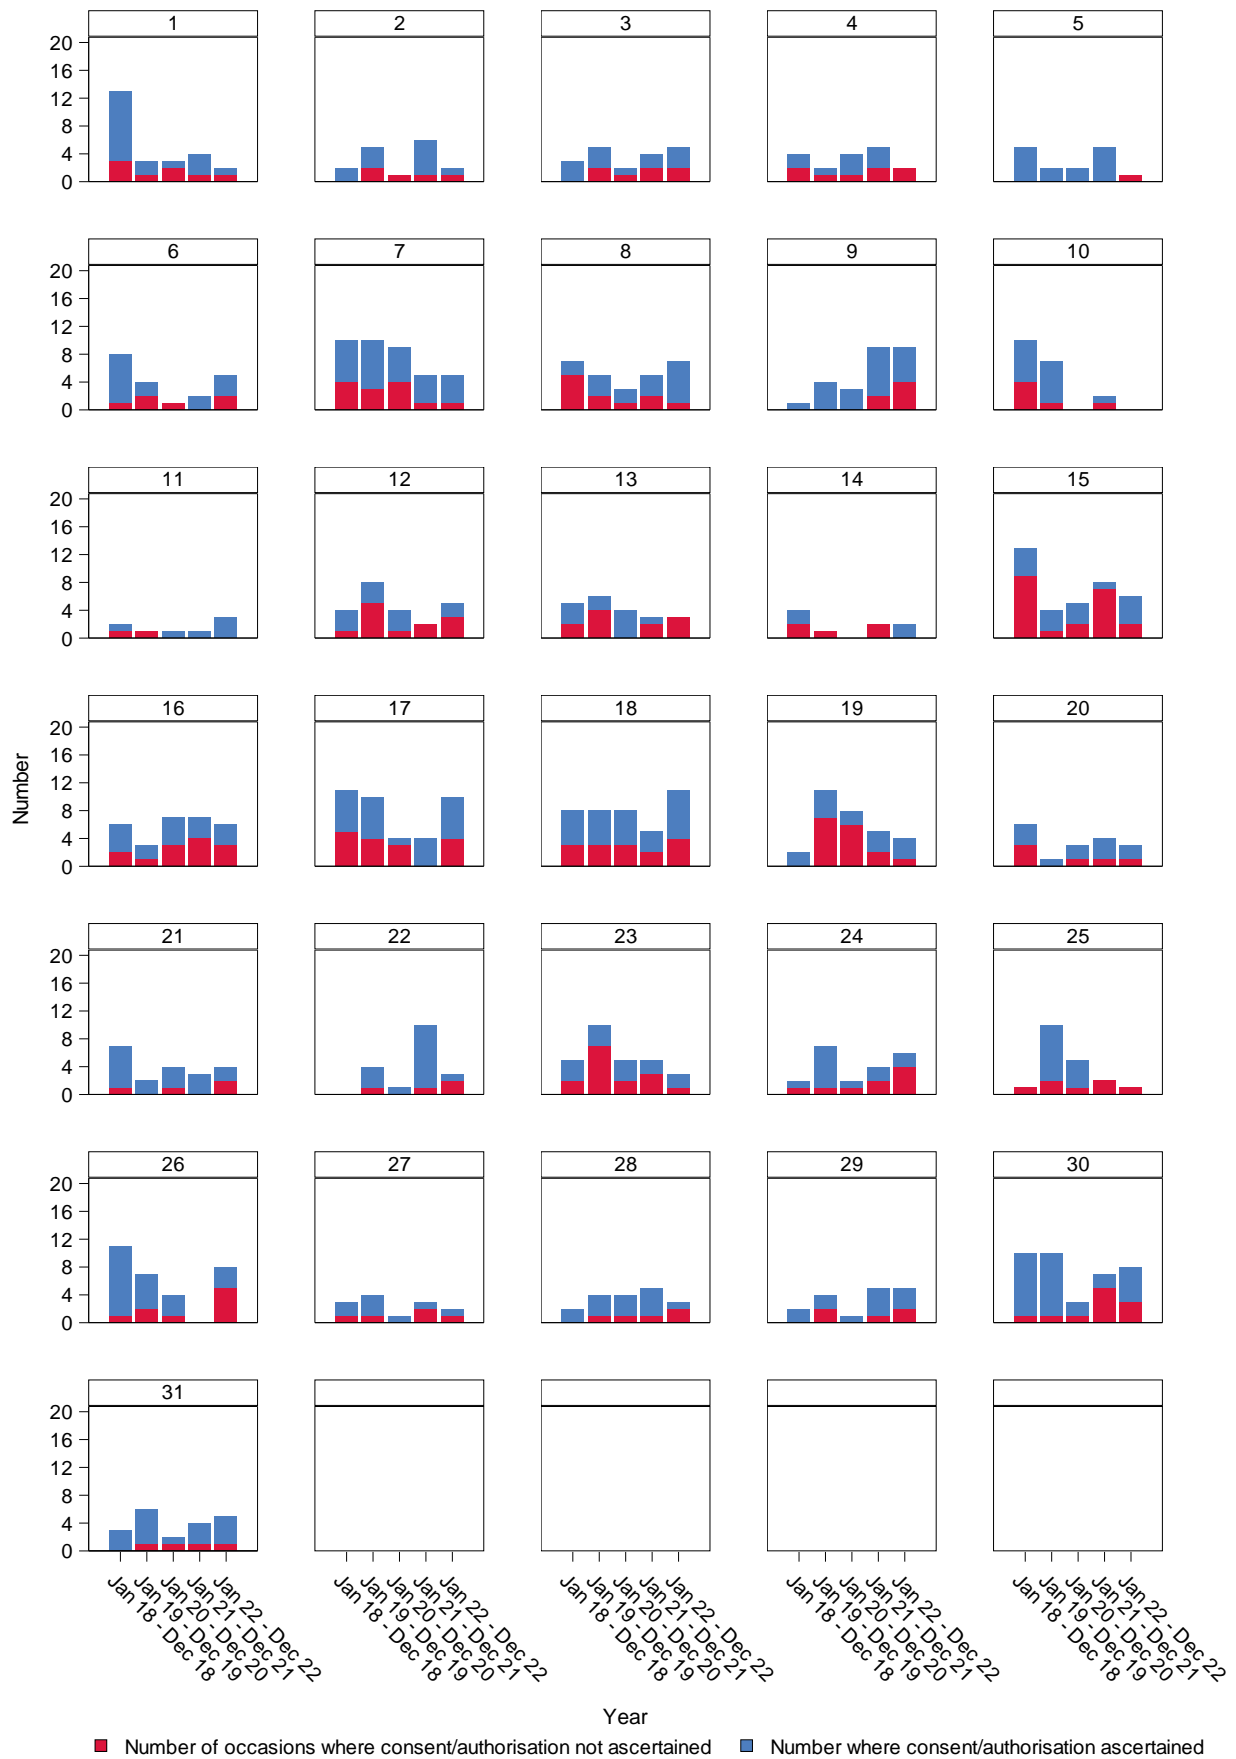 1 2 3 4 5
20
16
12
8
4
0
6 7 8 9 10
20
16
12
8
4
0
11 12 13 14 15
20
16
12
8
4
0
16 17 18 19 20
20
16
12
8
4
0
Number
21 22 23 24 25
20
16
12
8
4
0
26 27 28 29 30
20
16
12
8
4
0
31
20
16
12
8
4
0
Jan 18 - Dec 18
Jan 19 - Dec 19
Jan 20 - Dec 20
Jan 21 - Dec 21
Jan 22 - Dec 22
Jan 18 - Dec 18
Jan 19 - Dec 19
Jan 20 - Dec 20
Jan 21 - Dec 21
Jan 22 - Dec 22
Jan 18 - Dec 18
Jan 19 - Dec 19
Jan 20 - Dec 20
Jan 21 - Dec 21
Jan 22 - Dec 22
Jan 18 - Dec 18
Jan 19 - Dec 19
Jan 20 - Dec 20
Jan 21 - Dec 21
Jan 22 - Dec 22
Jan 18 - Dec 18
Jan 19 - Dec 19
Jan 20 - Dec 20
Jan 21 - Dec 21
Jan 22 - Dec 22
Year
Number of occasions where consent/authorisation not ascertained Number where consent/authorisation ascertained